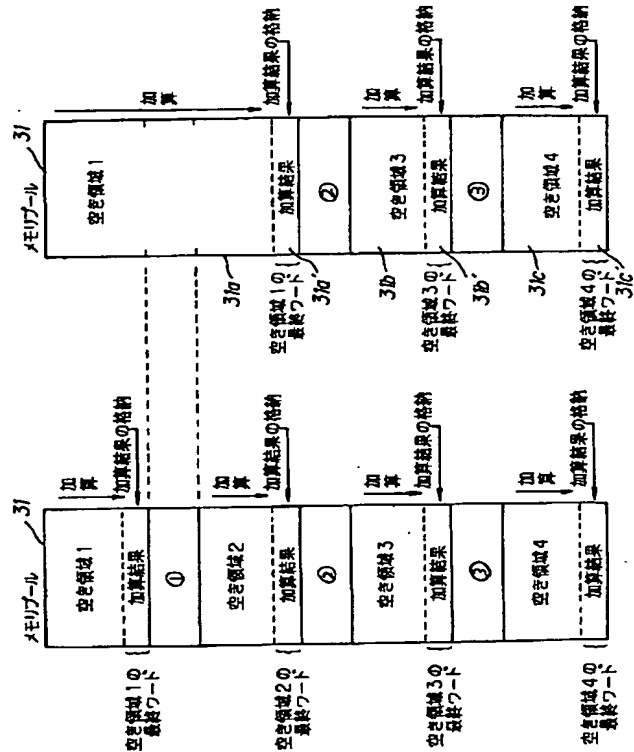 メモリプール
31
空き領域1
加算
加算結果
加算結果の格納
空き領域1の
最終ワード
①
空き領域2
加算
加算結果
加算結果の格納
空き領域2の
最終ワード
②
空き領域3
加算
加算結果
加算結果の格納
空き領域3の
最終ワード
③
空き領域4
加算
加算結果
加算結果の格納
空き領域4の
最終ワード
メモリプール
31
空き領域1
加算
31a
加算結果
加算結果の格納
空き領域1の
最終ワード
31a'
②
31b
空き領域3
加算
加算結果
加算結果の格納
空き領域3の
最終ワード
31b'
③
31c
空き領域4
加算
加算結果
加算結果の格納
空き領域4の
最終ワード
31c'